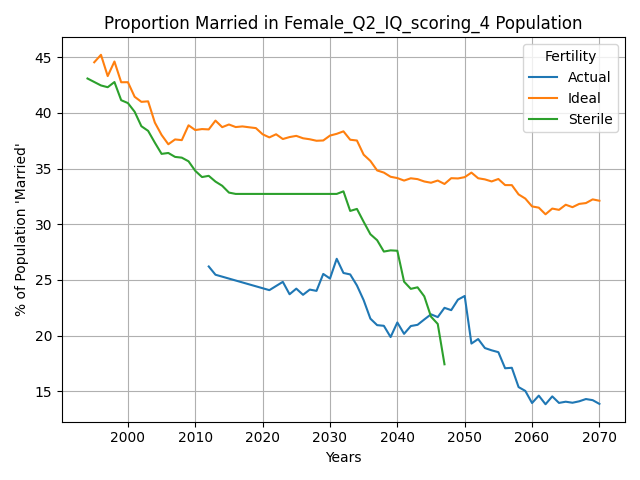 Proportion Married in Female_Q2_IQ_scoring_4 Population
% of Population 'Married'
45
40
35
30
25
20
15
Fertility
Actual
Ideal
Sterile
2000 2010 2020 2030 2040 2050 2060 2070
Years